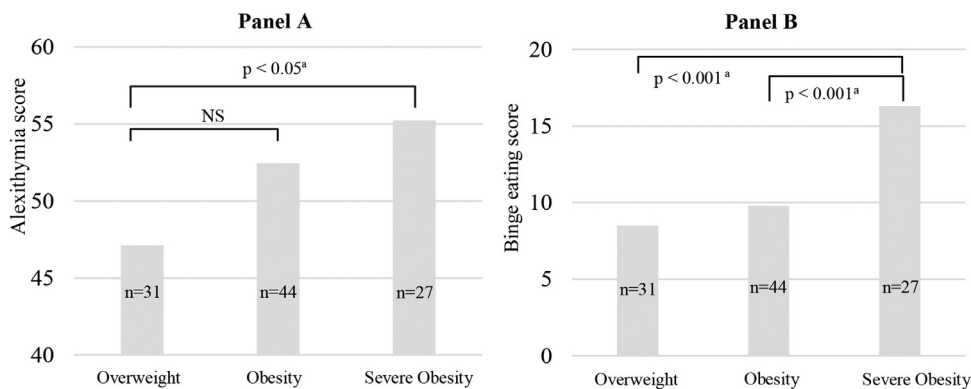 Panel A
Alexithymia score
60
55
50
45
40
p < 0.05ᵃ
NS
n=31
n=44
n=27
Overweight
Obesity
Severe Obesity
Panel B
Binge eating score
20
15
10
5
0
p < 0.001ᵃ
p < 0.001ᵃ
n=31
n=44
n=27
Overweight
Obesity
Severe Obesity